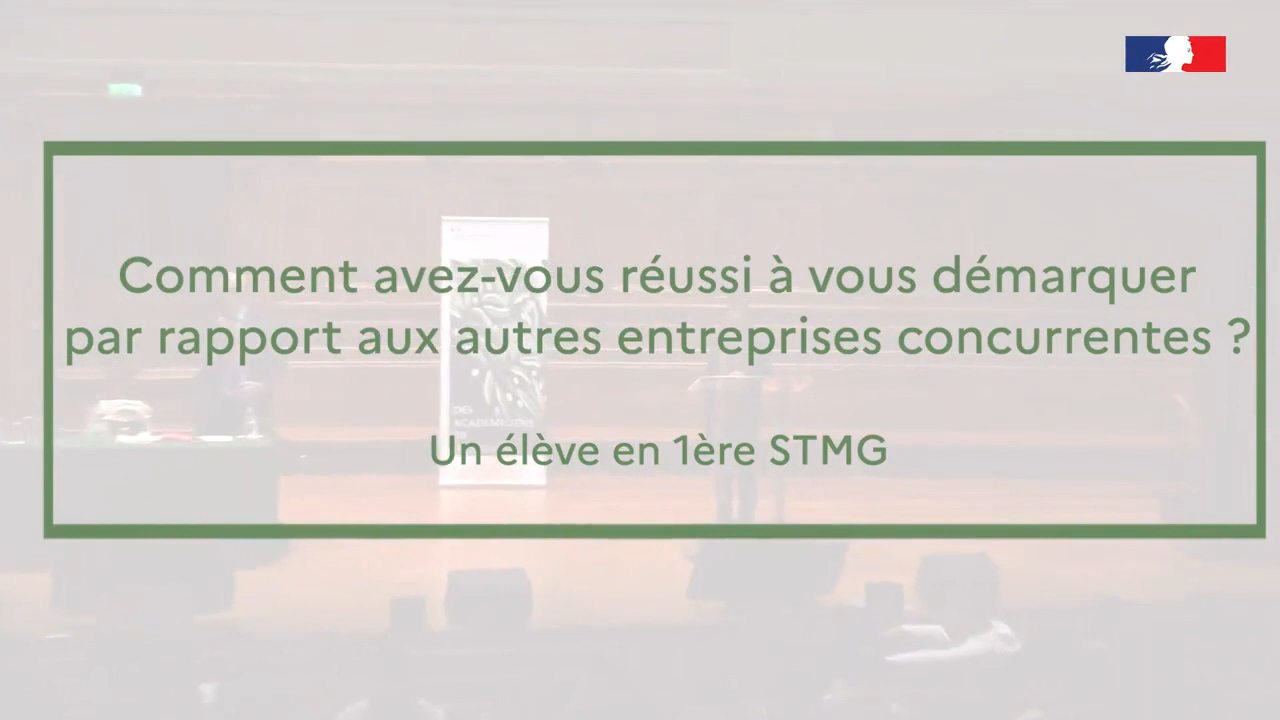 Comment avez-vous réussi à vous démarquer
par rapport aux autres entreprises concurrentes ?
Un élève en 1ère STMG